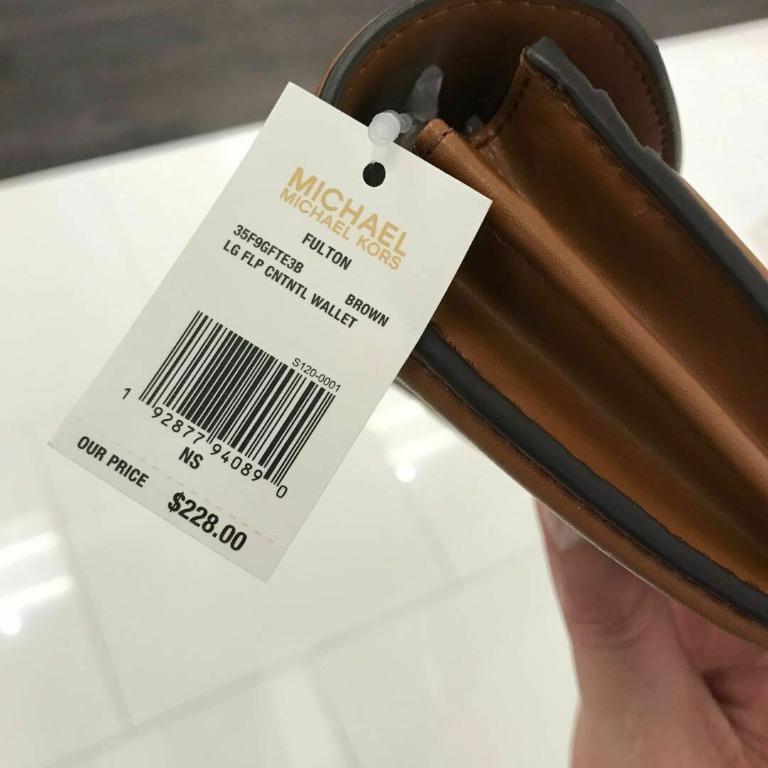 MICHAEL
MICHAEL KORS
FULTON
35F9GFTE3B BROWN
LG FLP CNTNTL WALLET
S120-0001
1 92877 94089 0
NS
OUR PRICE
$228.00